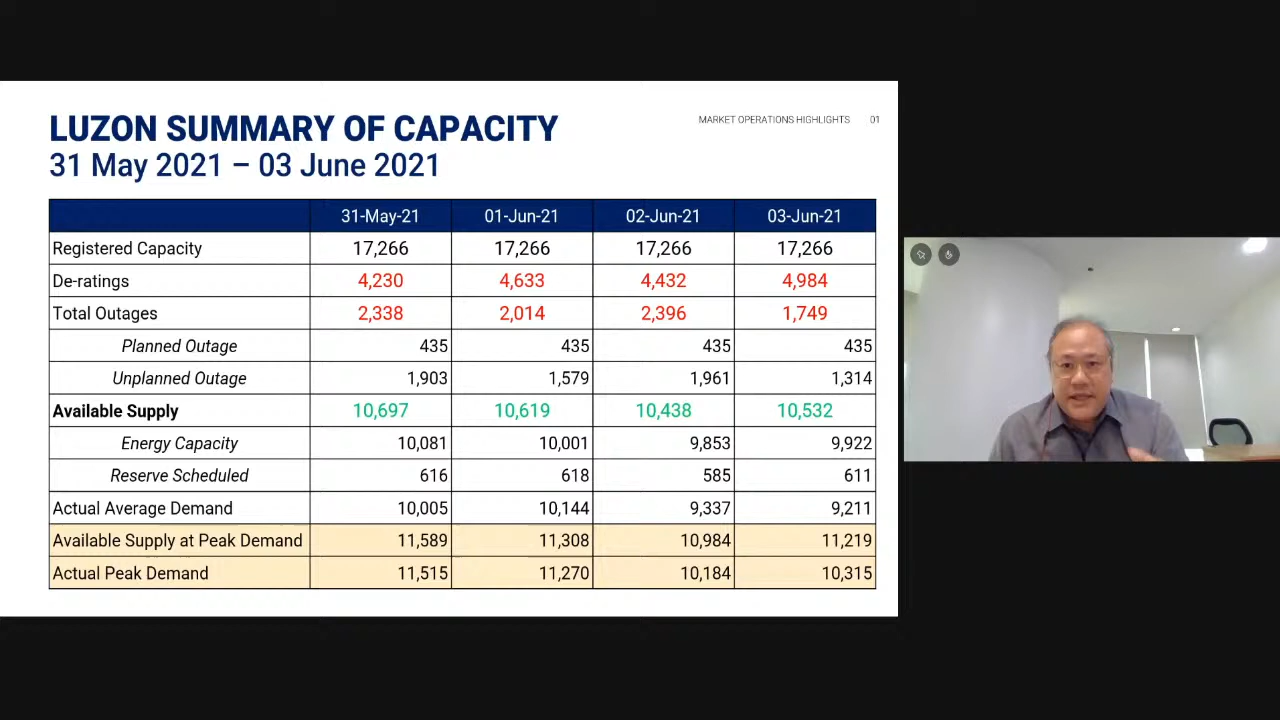 LUZON SUMMARY OF CAPACITY
31 May 2021 – 03 June 2021
MARKET OPERATIONS HIGHLIGHTS 01
31-May-21 01-Jun-21 02-Jun-21 03-Jun-21
Registered Capacity 17,266 17,266 17,266 17,266
De-ratings 4,230 4,633 4,432 4,984
Total Outages 2,338 2,014 2,396 1,749
Planned Outage 435 435 435 435
Unplanned Outage 1,903 1,579 1,961 1,314
Available Supply 10,697 10,619 10,438 10,532
Energy Capacity 10,081 10,001 9,853 9,922
Reserve Scheduled 616 618 585 611
Actual Average Demand 10,005 10,144 9,337 9,211
Available Supply at Peak Demand 11,589 11,308 10,984 11,219
Actual Peak Demand 11,515 11,270 10,184 10,315